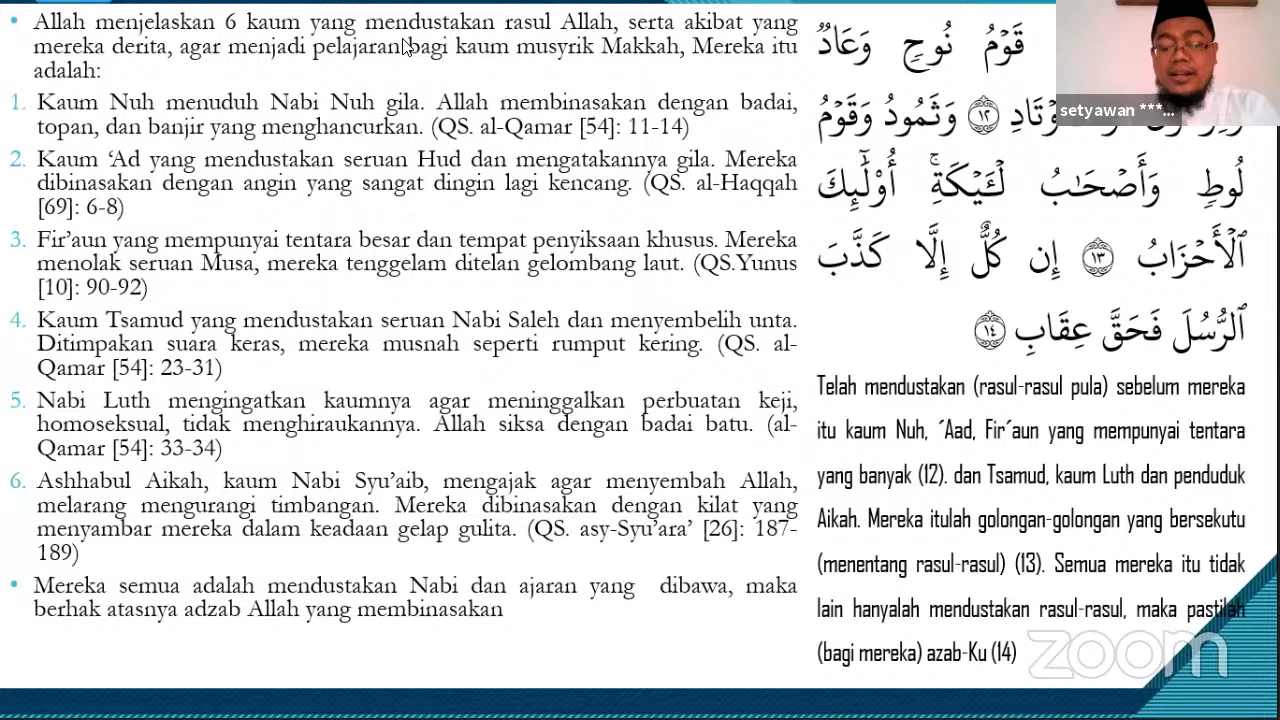 • Allah menjelaskan 6 kaum yang mendustakan rasul Allah, serta akibat yang
mereka derita, agar menjadi pelajaran bagi kaum musyrik Makkah, Mereka itu
adalah:
1. Kaum Nuh menuduh Nabi Nuh gila. Allah membinasakan dengan badai,
topan, dan banjir yang menghancurkan. (QS. al-Qamar [54]: 11-14)
2. Kaum ‘Ad yang mendustakan seruan Hud dan mengatakannya gila. Mereka
dibinasakan dengan angin yang sangat dingin lagi kencang. (QS. al-Haqqah
[69]: 6-8)
3. Fir’aun yang mempunyai tentara besar dan tempat penyiksaan khusus. Mereka
menolak seruan Musa, mereka tenggelam ditelan gelombang laut. (QS.Yunus
[10]: 90-92)
4. Kaum Tsamud yang mendustakan seruan Nabi Saleh dan menyembelih unta.
Ditimpakan suara keras, mereka musnah seperti rumput kering. (QS. al-
Qamar [54]: 23-31)
5. Nabi Luth mengingatkan kaumnya agar meninggalkan perbuatan keji,
homoseksual, tidak menghiraukannya. Allah siksa dengan badai batu. (al-
Qamar [54]: 33-34)
6. Ashhabul Aikah, kaum Nabi Syu’aib, mengajak agar menyembah Allah,
melarang mengurangi timbangan. Mereka dibinasakan dengan kilat yang
menyambar mereka dalam keadaan gelap gulita. (QS. asy-Syu’ara’ [26]: 187-
189)
• Mereka semua adalah mendustakan Nabi dan ajaran yang dibawa, maka
berhak atasnya adzab Allah yang membinasakan
قَوْمُ نُوحٍ وَعَادٌ
۝١٢ وَثَمُودُ وَقَوْمُ
لُوطٍ وَأَصْحَٰبُ لْـَٔيْكَةِ ۚ أُو۟لَٰٓئِكَ
ٱلْأَحْزَابُ ۝١٣ إِن كُلٌّ إِلَّا كَذَّبَ
ٱلرُّسُلَ فَحَقَّ عِقَابِ ۝١٤
Telah mendustakan (rasul-rasul pula) sebelum mereka
itu kaum Nuh, ´Aad, Fir´aun yang mempunyai tentara
yang banyak (12). dan Tsamud, kaum Luth dan penduduk
Aikah. Mereka itulah golongan-golongan yang bersekutu
(menentang rasul-rasul) (13). Semua mereka itu tidak
lain hanyalah mendustakan rasul-rasul, maka pastilah
(bagi mereka) azab-Ku (14)
setyawan ***...
zoom